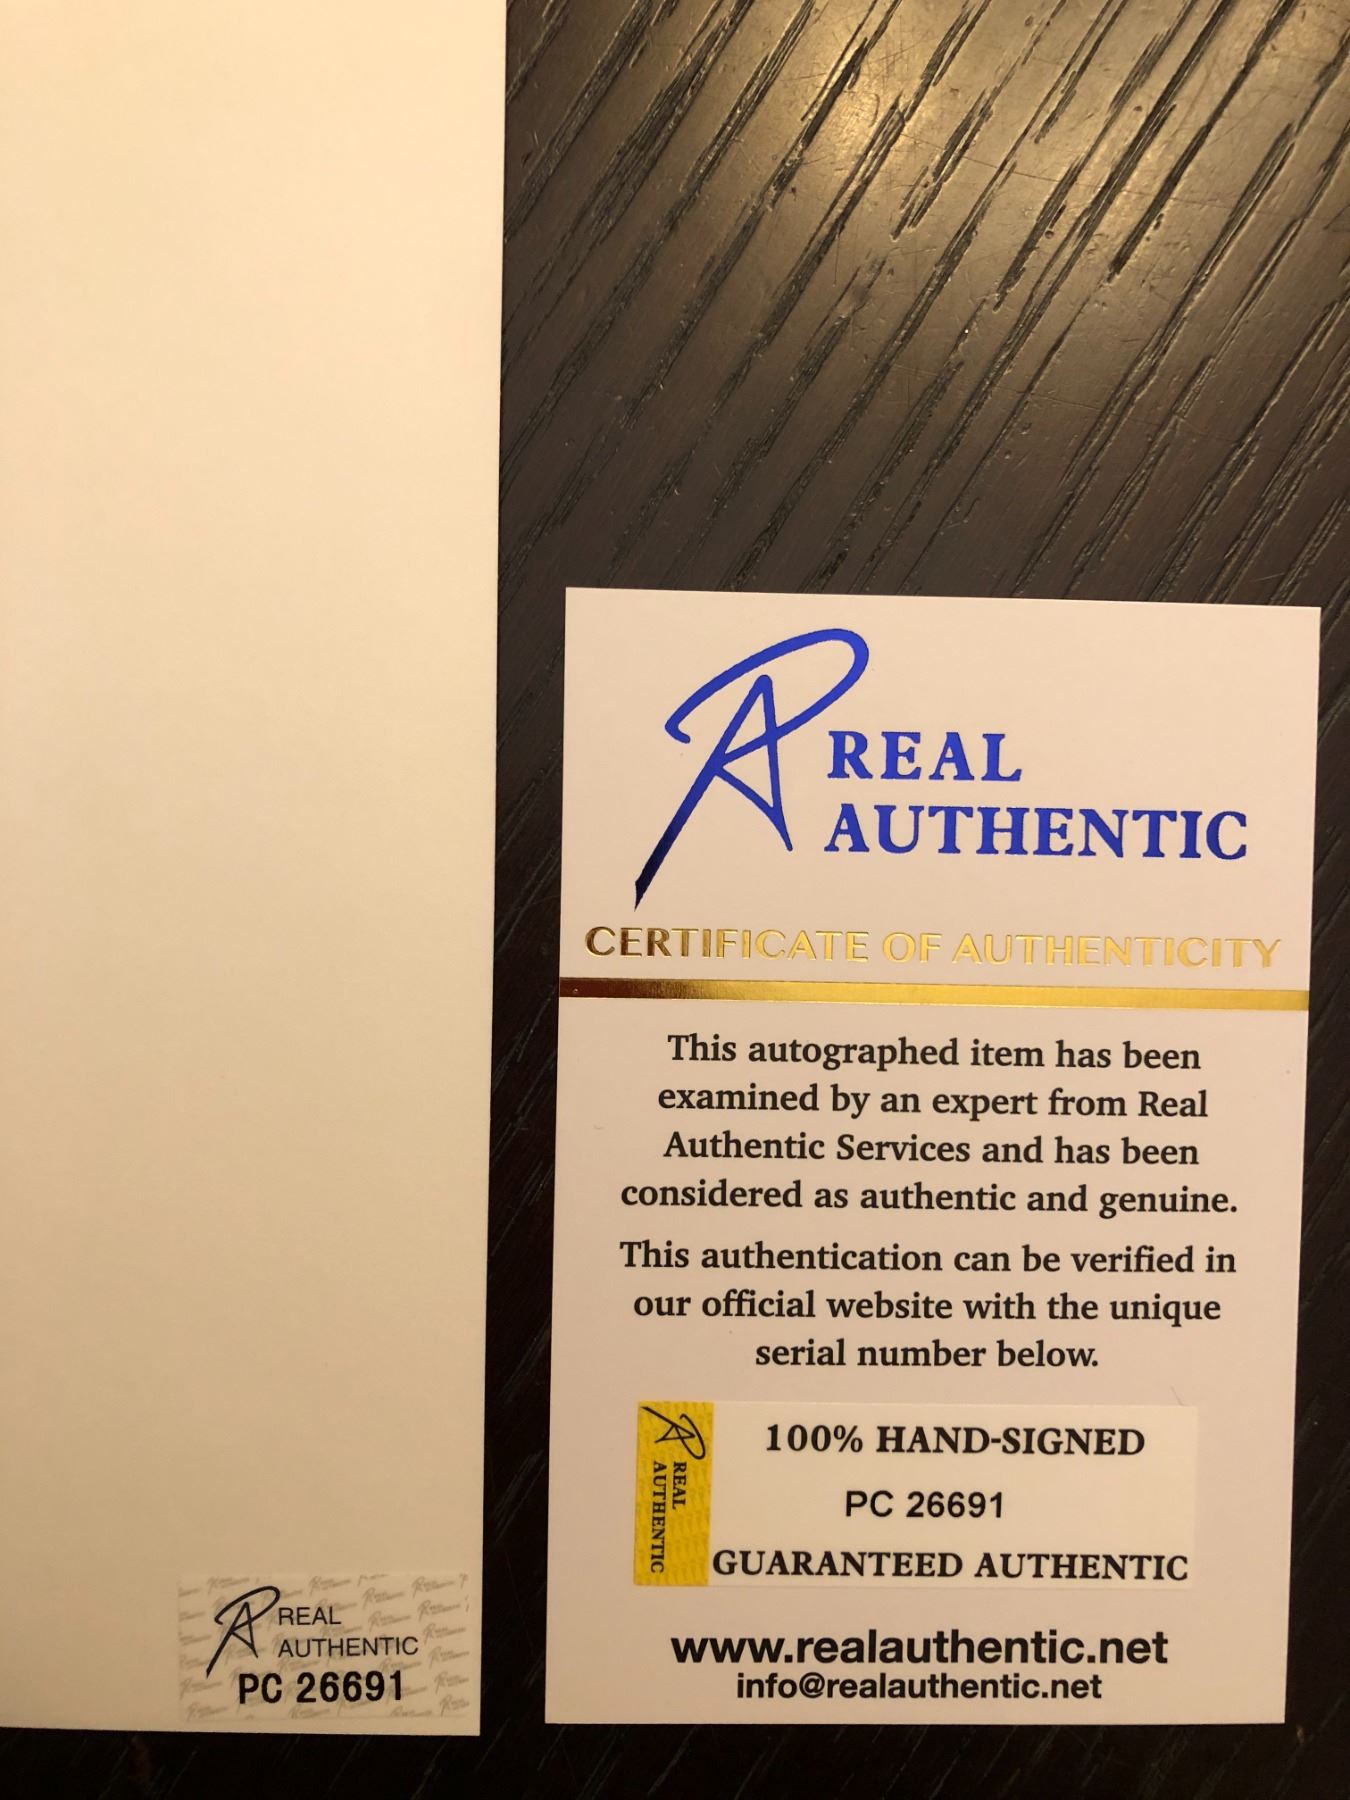 REAL
AUTHENTIC
CERTIFICATE OF AUTHENTICITY
This autographed item has been
examined by an expert from Real
Authentic Services and has been
considered as authentic and genuine.
This authentication can be verified in
our official website with the unique
serial number below.
REAL
AUTHENTIC
100% HAND-SIGNED
PC 26691
GUARANTEED AUTHENTIC
www.realauthentic.net
info@realauthentic.net
REAL
AUTHENTIC
PC 26691